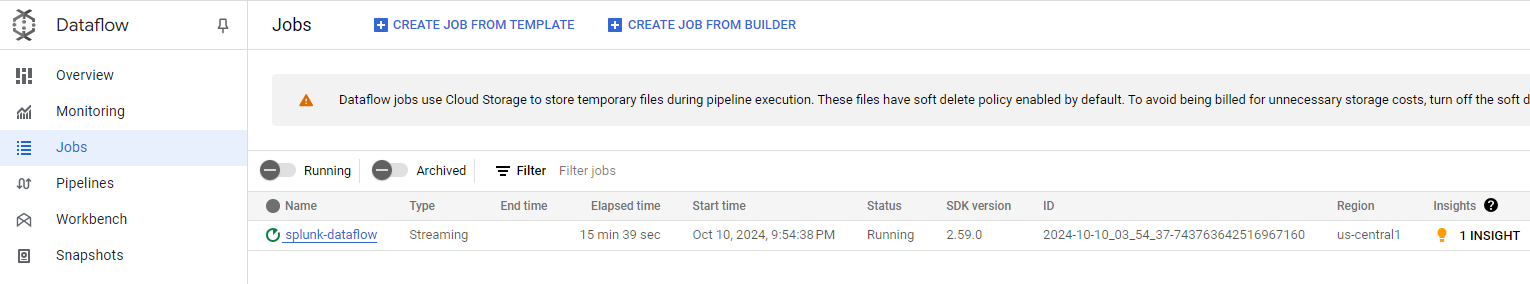 Dataflow
Jobs
CREATE JOB FROM TEMPLATE
CREATE JOB FROM BUILDER
Overview
Monitoring
Jobs
Pipelines
Workbench
Snapshots
Dataflow jobs use Cloud Storage to store temporary files during pipeline execution. These files have soft delete policy enabled by default. To avoid being billed for unnecessary storage costs, turn off the soft d
Running
Archived
Filter
Filter jobs
Name Type End time Elapsed time Start time Status SDK version ID Region Insights ?
splunk-dataflow Streaming 15 min 39 sec Oct 10, 2024, 9:54:38 PM Running 2.59.0 2024-10-10_03_54_37-743763642516967160 us-central1 1 INSIGHT